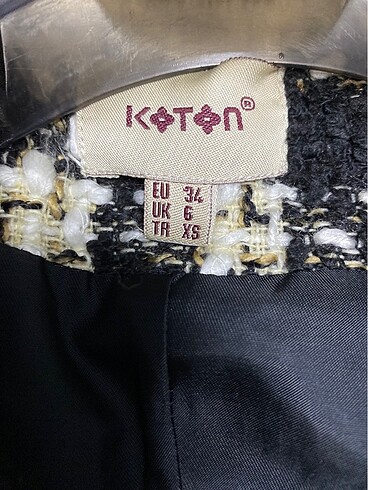 KOTON®
EU 34
UK 6
TR XS